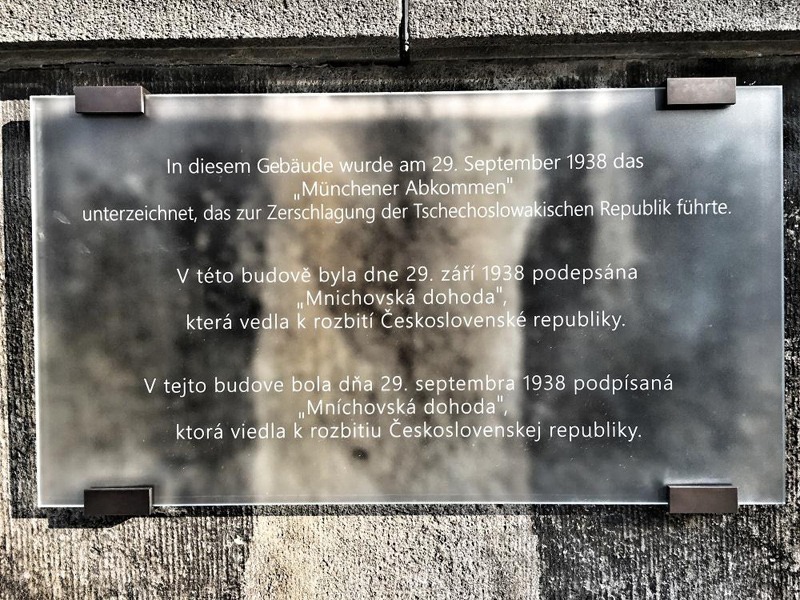 In diesem Gebäude wurde am 29. September 1938 das
„Münchener Abkommen"
unterzeichnet, das zur Zerschlagung der Tschechoslowakischen Republik führte.
V této budově byla dne 29. září 1938 podepsána
„Mnichovská dohoda",
která vedla k rozbití Československé republiky.
V tejto budove bola dňa 29. septembra 1938 podpísaná
„Mníchovská dohoda",
ktorá viedla k rozbitiu Československej republiky.